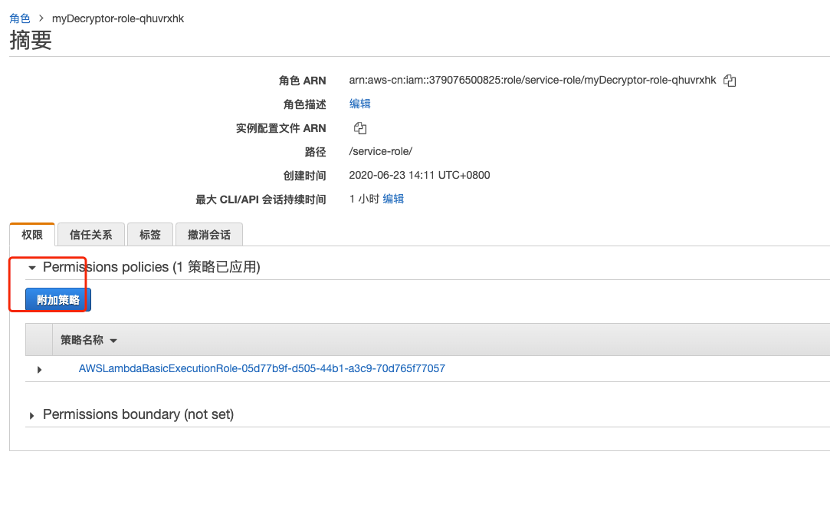 角色 > myDecryptor-role-qhuvrxhk
摘要
角色 ARN arn:aws-cn:iam::379076500825:role/service-role/myDecryptor-role-qhuvrxhk
角色描述 编辑
实例配置文件 ARN
路径 /service-role/
创建时间 2020-06-23 14:11 UTC+0800
最大 CLI/API 会话持续时间 1 小时 编辑
权限 信任关系 标签 撤消会话
Permissions policies (1 策略已应用)
附加策略
策略名称
AWSLambdaBasicExecutionRole-05d77b9f-d505-44b1-a3c9-70d765f77057
Permissions boundary (not set)